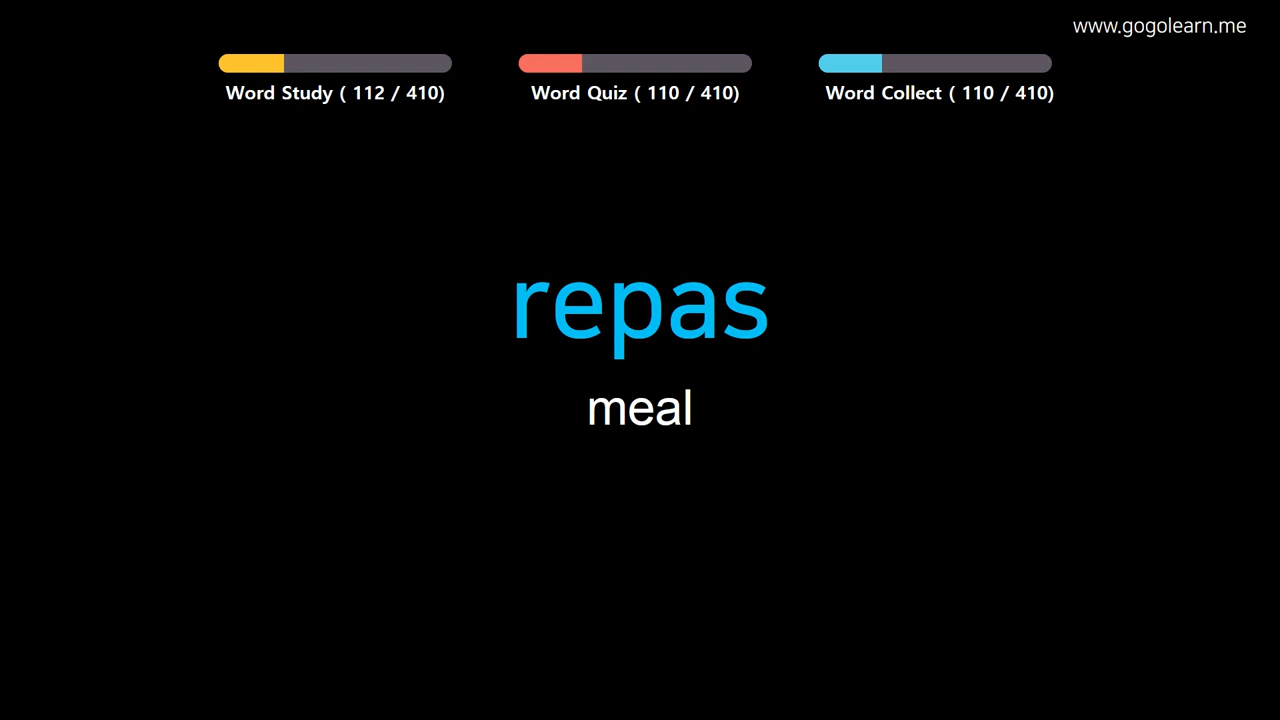 www.gogolearn.me
Word Study ( 112 / 410)
Word Quiz ( 110 / 410)
Word Collect ( 110 / 410)
repas
meal